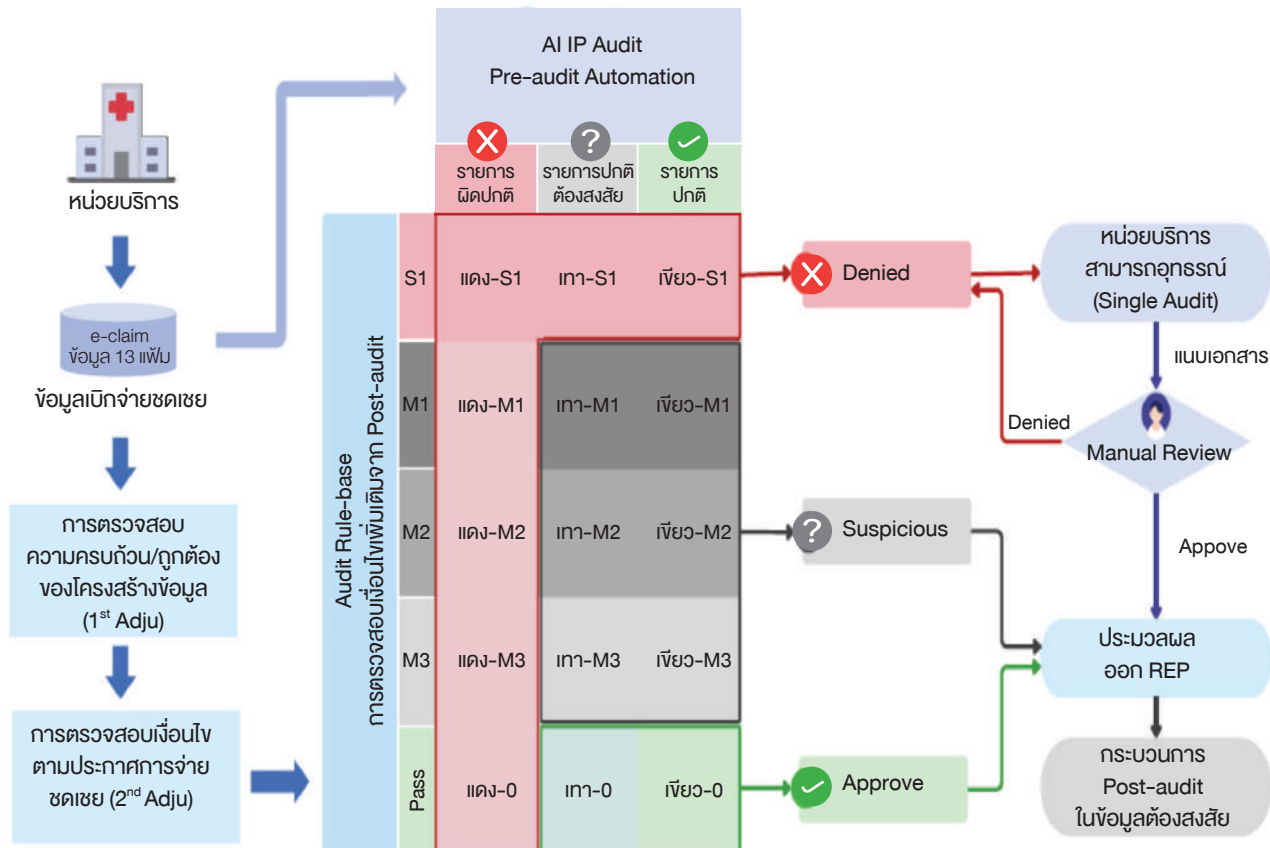 AI IP Audit
Pre-audit Automation
รายการ
ผิดปกติ
รายการปกติ
ต้องสงสัย
รายการ
ปกติ
หน่วยบริการ
e-claim
ข้อมูล 13 แฟ้ม
ข้อมูลเบิกจ่ายชดเชย
การตรวจสอบ
ความครบถ้วน/ถูกต้อง
ของโครงสร้างข้อมูล
(1st Adju)
การตรวจสอบเงื่อนไข
ตามประกาศการจ่าย
ชดเชย (2nd Adju)
Audit Rule-base
การตรวจสอบเงื่อนไขเพิ่มเติมจาก Post-audit
S1 แดง-S1 เทา-S1 เขียว-S1
M1 แดง-M1 เทา-M1 เขียว-M1
M2 แดง-M2 เทา-M2 เขียว-M2
M3 แดง-M3 เทา-M3 เขียว-M3
Pass แดง-0 เทา-0 เขียว-0
Denied
Suspicious
Approve
หน่วยบริการ
สามารถอุทธรณ์
(Single Audit)
แนบเอกสาร
Denied
Manual Review
Appove
ประมวลผล
ออก REP
กระบวนการ
Post-audit
ในข้อมูลต้องสงสัย